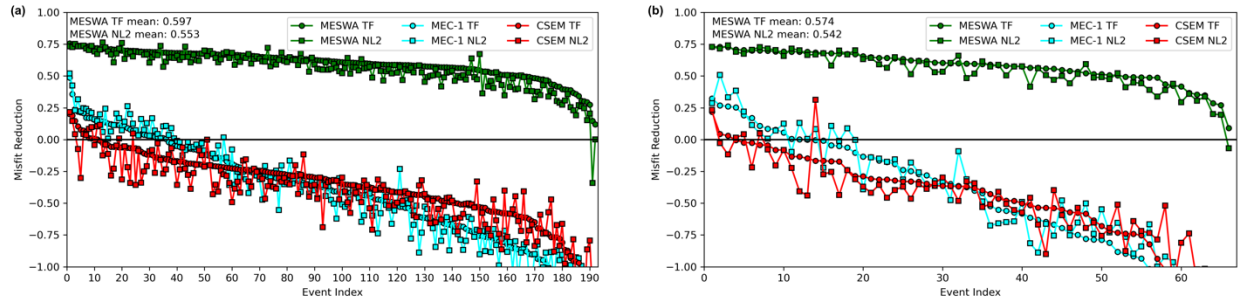 (a)
MESWA TF mean: 0.597
MESWA NL2 mean: 0.553
MESWA TF
MESWA NL2
MEC-1 TF
MEC-1 NL2
CSEM TF
CSEM NL2
1.00
0.75
0.50
0.25
0.00
−0.25
−0.50
−0.75
−1.00
Misfit Reduction
0 10 20 30 40 50 60 70 80 90 100 110 120 130 140 150 160 170 180 190
Event Index
(b)
MESWA TF mean: 0.574
MESWA NL2 mean: 0.542
MESWA TF
MESWA NL2
MEC-1 TF
MEC-1 NL2
CSEM TF
CSEM NL2
1.00
0.75
0.50
0.25
0.00
−0.25
−0.50
−0.75
−1.00
Misfit Reduction
0 10 20 30 40 50 60
Event Index